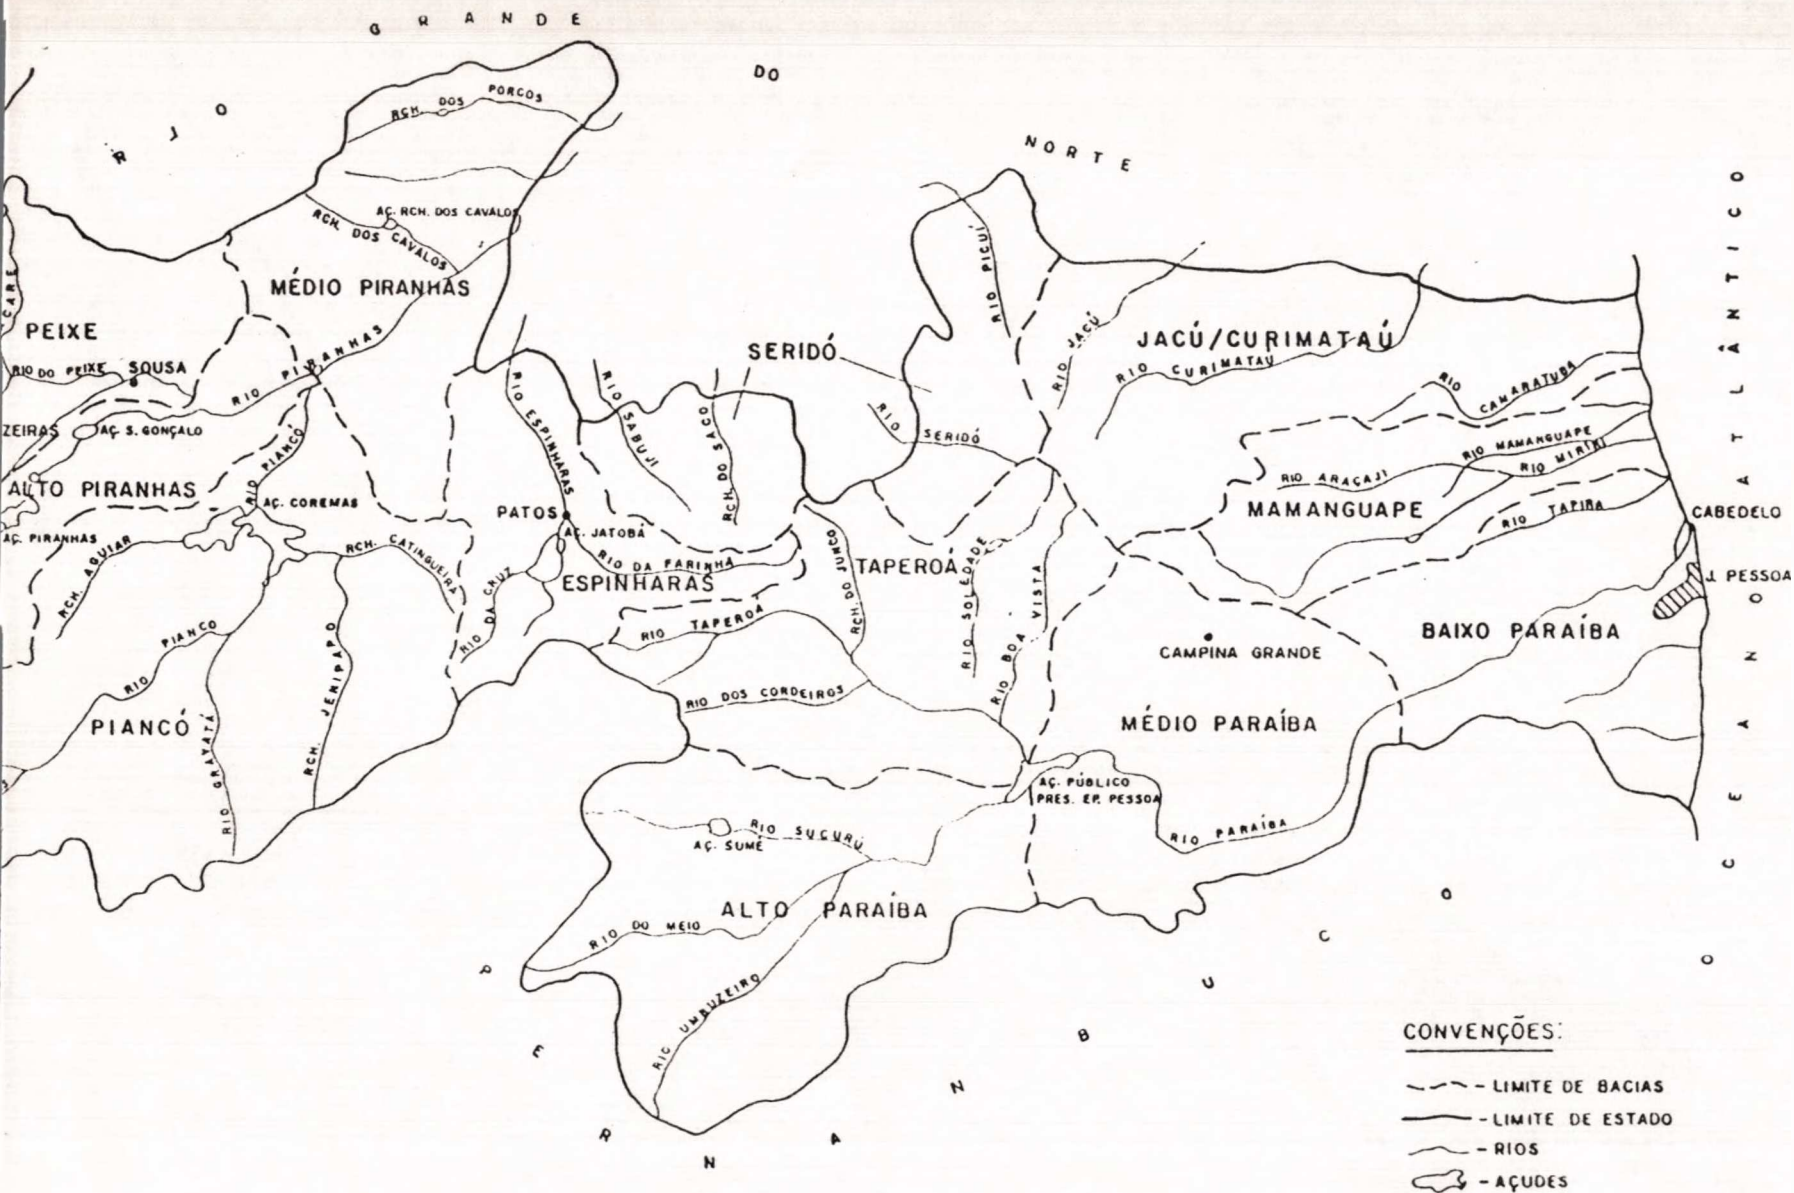 RIO GRANDE DO NORTE
RCH. DOS PORCOS
AÇ. RCH. DOS CAVALOS
RCH. DOS CAVALOS
MÉDIO PIRANHAS
PEIXE
RIO DO PEIXE
SOUSA
RIO PIRANHAS
ZEIRAS
AÇ. S. GONÇALO
ALTO PIRANHAS
RIO PIANCÓ
AÇ. COREMAS
AÇ. PIRANHAS
RCH. AGUIAR
RCH. CATINGUEIRA
RIO PIANCO
RCH. JENIPAPO
PIANCÓ
RIO GRAVATÁ
RIO ESPINHARAS
PATOS
AÇ. JATOBÁ
RIO DA FARINHA
ESPINHARAS
RIO DA CRUZ
RIO SABUJI
RCH. DO SACO
SERIDÓ
RIO SERIDÓ
RIO PICUÍ
RIO JACÚ
JACÚ/CURIMATAÚ
RIO CURIMATAÚ
RIO CAMARATUBA
RIO MAMANGUAPE
RIO MIRIRI
RIO ARAÇAJI
MAMANGUAPE
RIO TAPIRA
CABEDELO
J. PESSOA
RIO TAPEROÁ
RCH. DO JUNCO
TAPEROÁ
RIO SOLEDADE
RIO BOA VISTA
RIO DOS CORDEIROS
CAMPINA GRANDE
BAIXO PARAÍBA
MÉDIO PARAÍBA
AÇ. PÚBLICO
PRES. EP. PESSOA
RIO PARAÍBA
RIO SUCURÚ
AÇ. SUMÉ
ALTO PARAÍBA
RIO DO MEIO
RIO UMBUZEIRO
PERNANBUCO
OCEANO ATLÂNTICO
CONVENÇÕES:
- LIMITE DE BACIAS
- LIMITE DE ESTADO
- RIOS
- AÇUDES